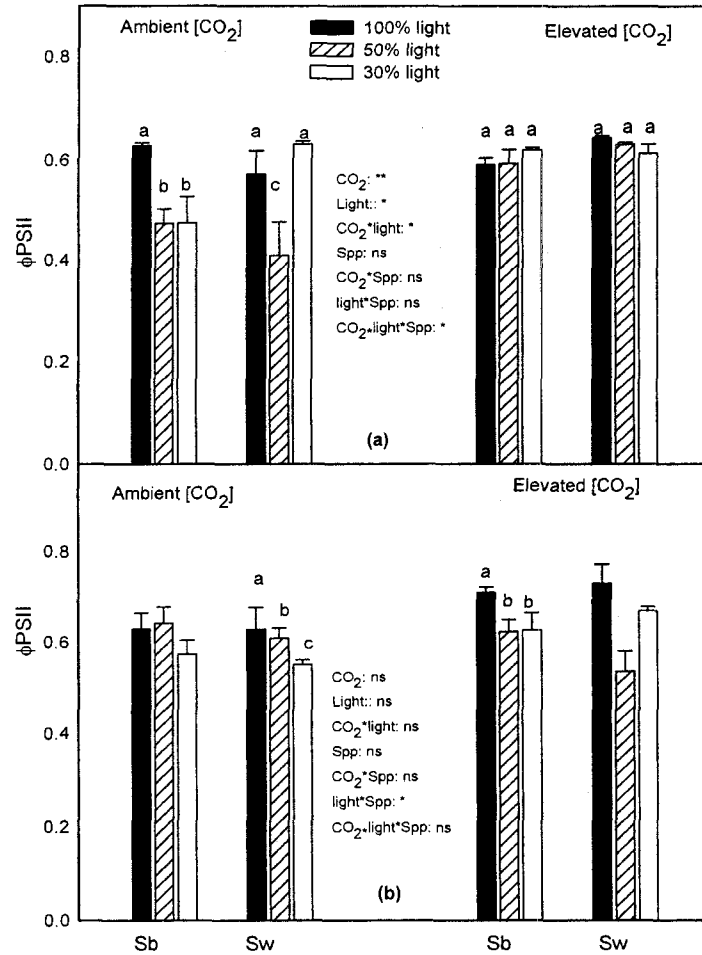 Ambient [CO2]
100% light
50% light
30% light
Elevated [CO2]
0.8
0.6
0.4
0.2
0.0
ϕPSII
a
b b
a
c
a
a a a
a a a
CO2: **
Light:: *
CO2*light: *
Spp: ns
CO2*Spp: ns
light*Spp: ns
CO2*light*Spp: *
(a)
Ambient [CO2]
Elevated [CO2]
0.8
0.6
0.4
0.2
0.0
ϕPSII
a
b
c
a
b b
CO2: ns
Light:: ns
CO2*light: ns
Spp: ns
CO2*Spp: ns
light*Spp: *
CO2*light*Spp: ns
(b)
Sb Sw Sb Sw